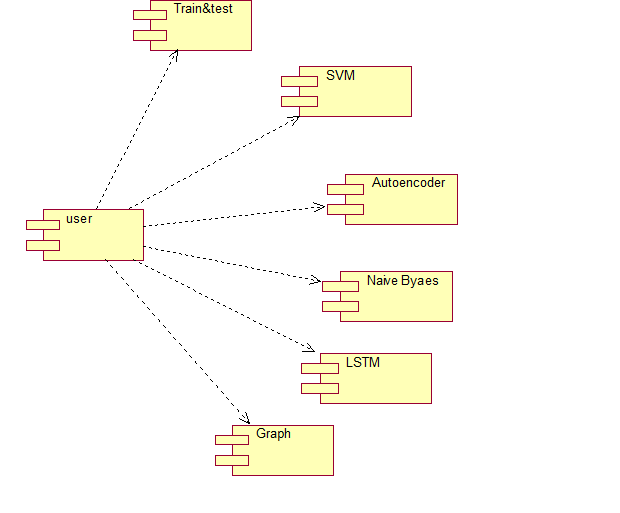 Train&test
SVM
Autoencoder
user
Naive Byaes
LSTM
Graph